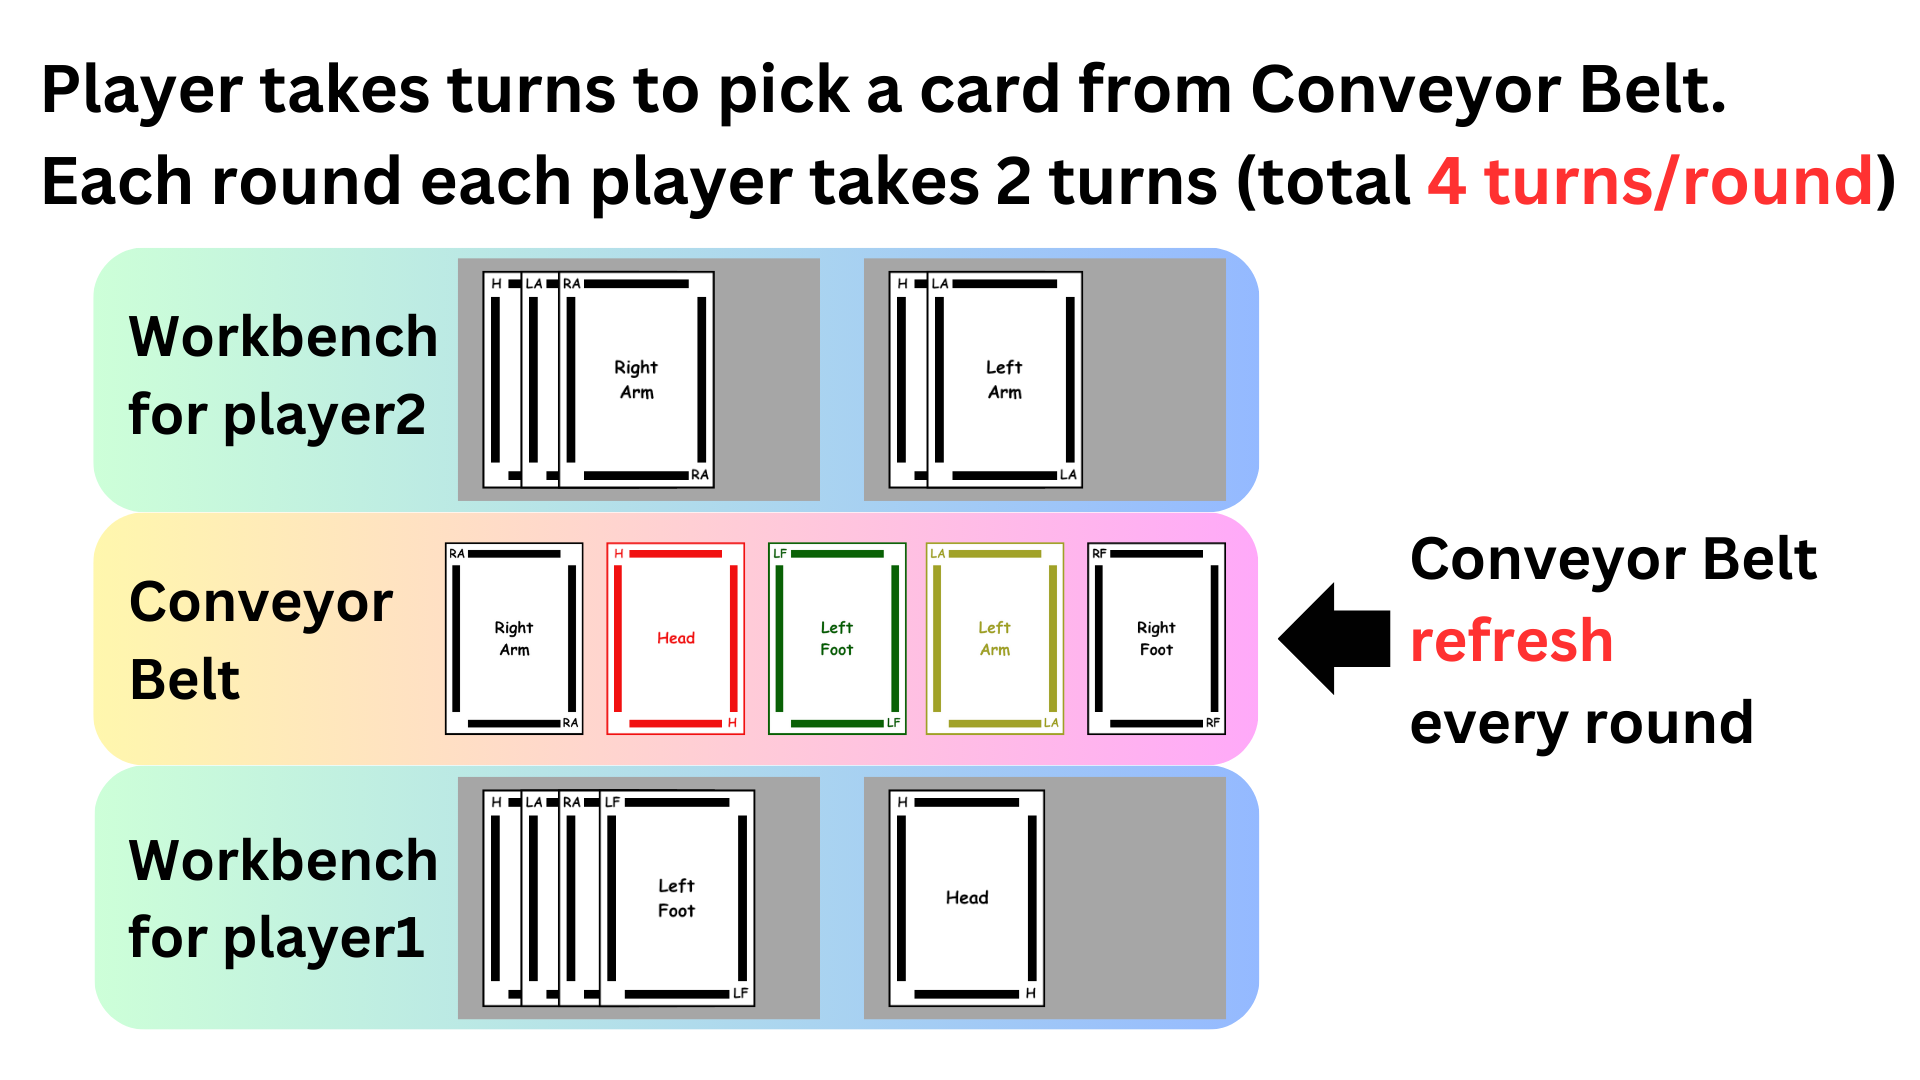 Player takes turns to pick a card from Conveyor Belt.
Each round each player takes 2 turns (total 4 turns/round)
Workbench
for player2
H LA RA
Right
Arm
RA
H LA
Left
Arm
LA
Conveyor
Belt
RA
Right
Arm
RA
H
Head
H
LF
Left
Foot
LF
LA
Left
Arm
LA
RF
Right
Foot
RF
Conveyor Belt
refresh
every round
Workbench
for player1
H LA RA LF
Left
Foot
LF
H
Head
H